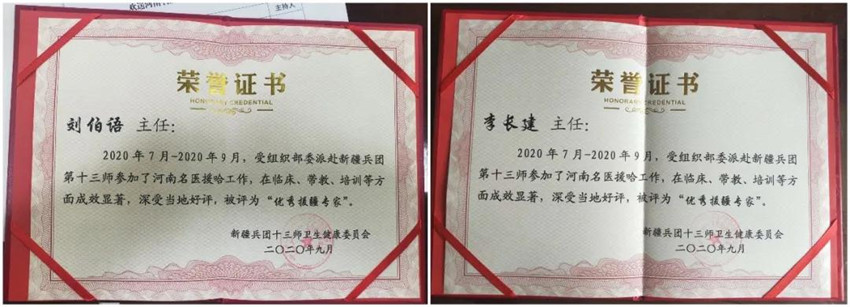 荣誉证书
HONORARY CREDENTIAL
刘伯语 主任：
2020年7月-2020年9月，受组织部委派处新疆兵团
第十三师参加了河南名医援哈工作，在临床、带教、培训等方
面成效显著，深受当地好评，被评为“优秀援疆专家”。
新疆兵团十三师卫生健康委员会
二〇二〇年九月
荣誉证书
HONORARY CREDENTIAL
李长建 主任：
2020年7月-2020年9月，受组织部委派处新疆兵团
第十三师参加了河南名医援哈工作，在临床、带教、培训等方
面成效显著，深受当地好评，被评为“优秀援疆专家”。
新疆兵团十三师卫生健康委员会
二〇二〇年九月